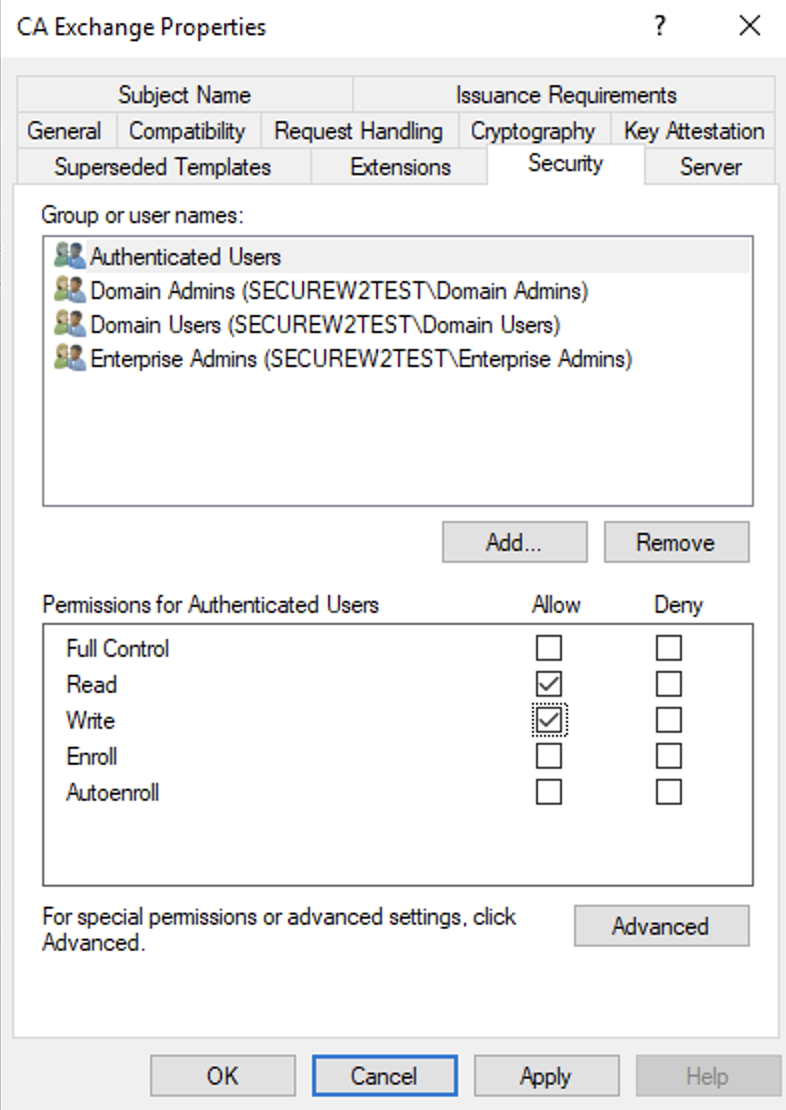 CA Exchange Properties ?
Subject Name Issuance Requirements
General Compatibility Request Handling Cryptography Key Attestation
Superseded Templates Extensions Security Server
Group or user names:
Authenticated Users
Domain Admins (SECUREW2TEST\Domain Admins)
Domain Users (SECUREW2TEST\Domain Users)
Enterprise Admins (SECUREW2TEST\Enterprise Admins)
Add... Remove
Permissions for Authenticated Users Allow Deny
Full Control
Read
Write
Enroll
Autoenroll
For special permissions or advanced settings, click
Advanced.
Advanced
OK Cancel Apply Help